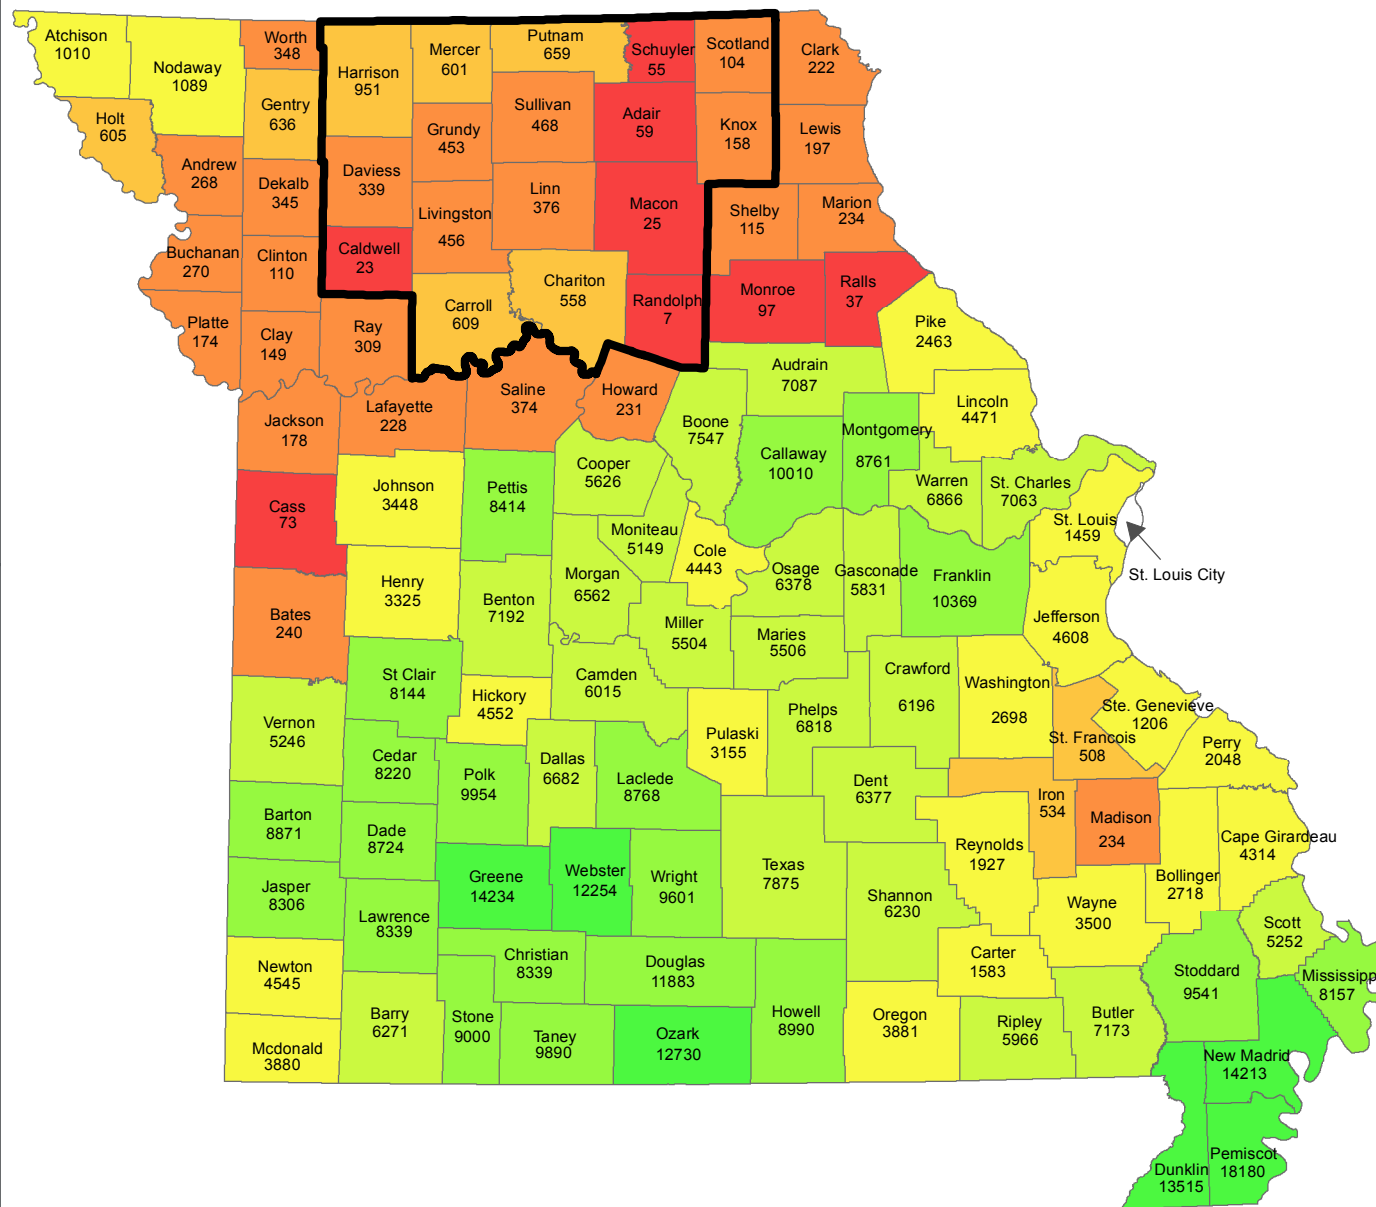 Atchison
1010
Nodaway
1089
Worth
348
Harrison
951
Mercer
601
Putnam
659
Schuyler
55
Scotland
104
Clark
222
Holt
605
Gentry
636
Sullivan
468
Adair
59
Knox
158
Lewis
197
Andrew
268
Dekalb
345
Daviess
339
Grundy
453
Linn
376
Macon
25
Shelby
115
Marion
234
Buchanan
270
Clinton
110
Caldwell
23
Livingston
456
Chariton
558
Randolph
7
Monroe
97
Ralls
37
Platte
174
Clay
149
Ray
309
Carroll
609
Pike
2463
Audrain
7087
Jackson
178
Lafayette
228
Saline
374
Howard
231
Boone
7547
Callaway
10010
Montgomery
8761
Lincoln
4471
Cass
73
Johnson
3448
Pettis
8414
Cooper
5626
Moniteau
5149
Cole
4443
Warren
6866
St. Charles
7063
St. Louis
1459
St. Louis City
Bates
240
Henry
3325
Benton
7192
Morgan
6562
Miller
5504
Osage
6378
Gasconade
5831
Franklin
10369
Jefferson
4608
Maries
5506
St Clair
8144
Hickory
4552
Camden
6015
Pulaski
3155
Phelps
6818
Crawford
6196
Washington
2698
St. Francois
508
Ste. Genevieve
1206
Perry
2048
Vernon
5246
Cedar
8220
Polk
9954
Dallas
6682
Laclede
8768
Dent
6377
Iron
534
Madison
234
Barton
8871
Dade
8724
Greene
14234
Webster
12254
Wright
9601
Texas
7875
Shannon
6230
Reynolds
1927
Wayne
3500
Bollinger
2718
Cape Girardeau
4314
Jasper
8306
Lawrence
8339
Christian
8339
Douglas
11883
Howell
8990
Carter
1583
Stoddard
9541
Scott
5252
Mississipp
8157
Newton
4545
Mcdonald
3880
Barry
6271
Stone
9000
Taney
9890
Ozark
12730
Oregon
3881
Ripley
5966
Butler
7173
New Madrid
14213
Dunklin
13515
Pemiscot
18180